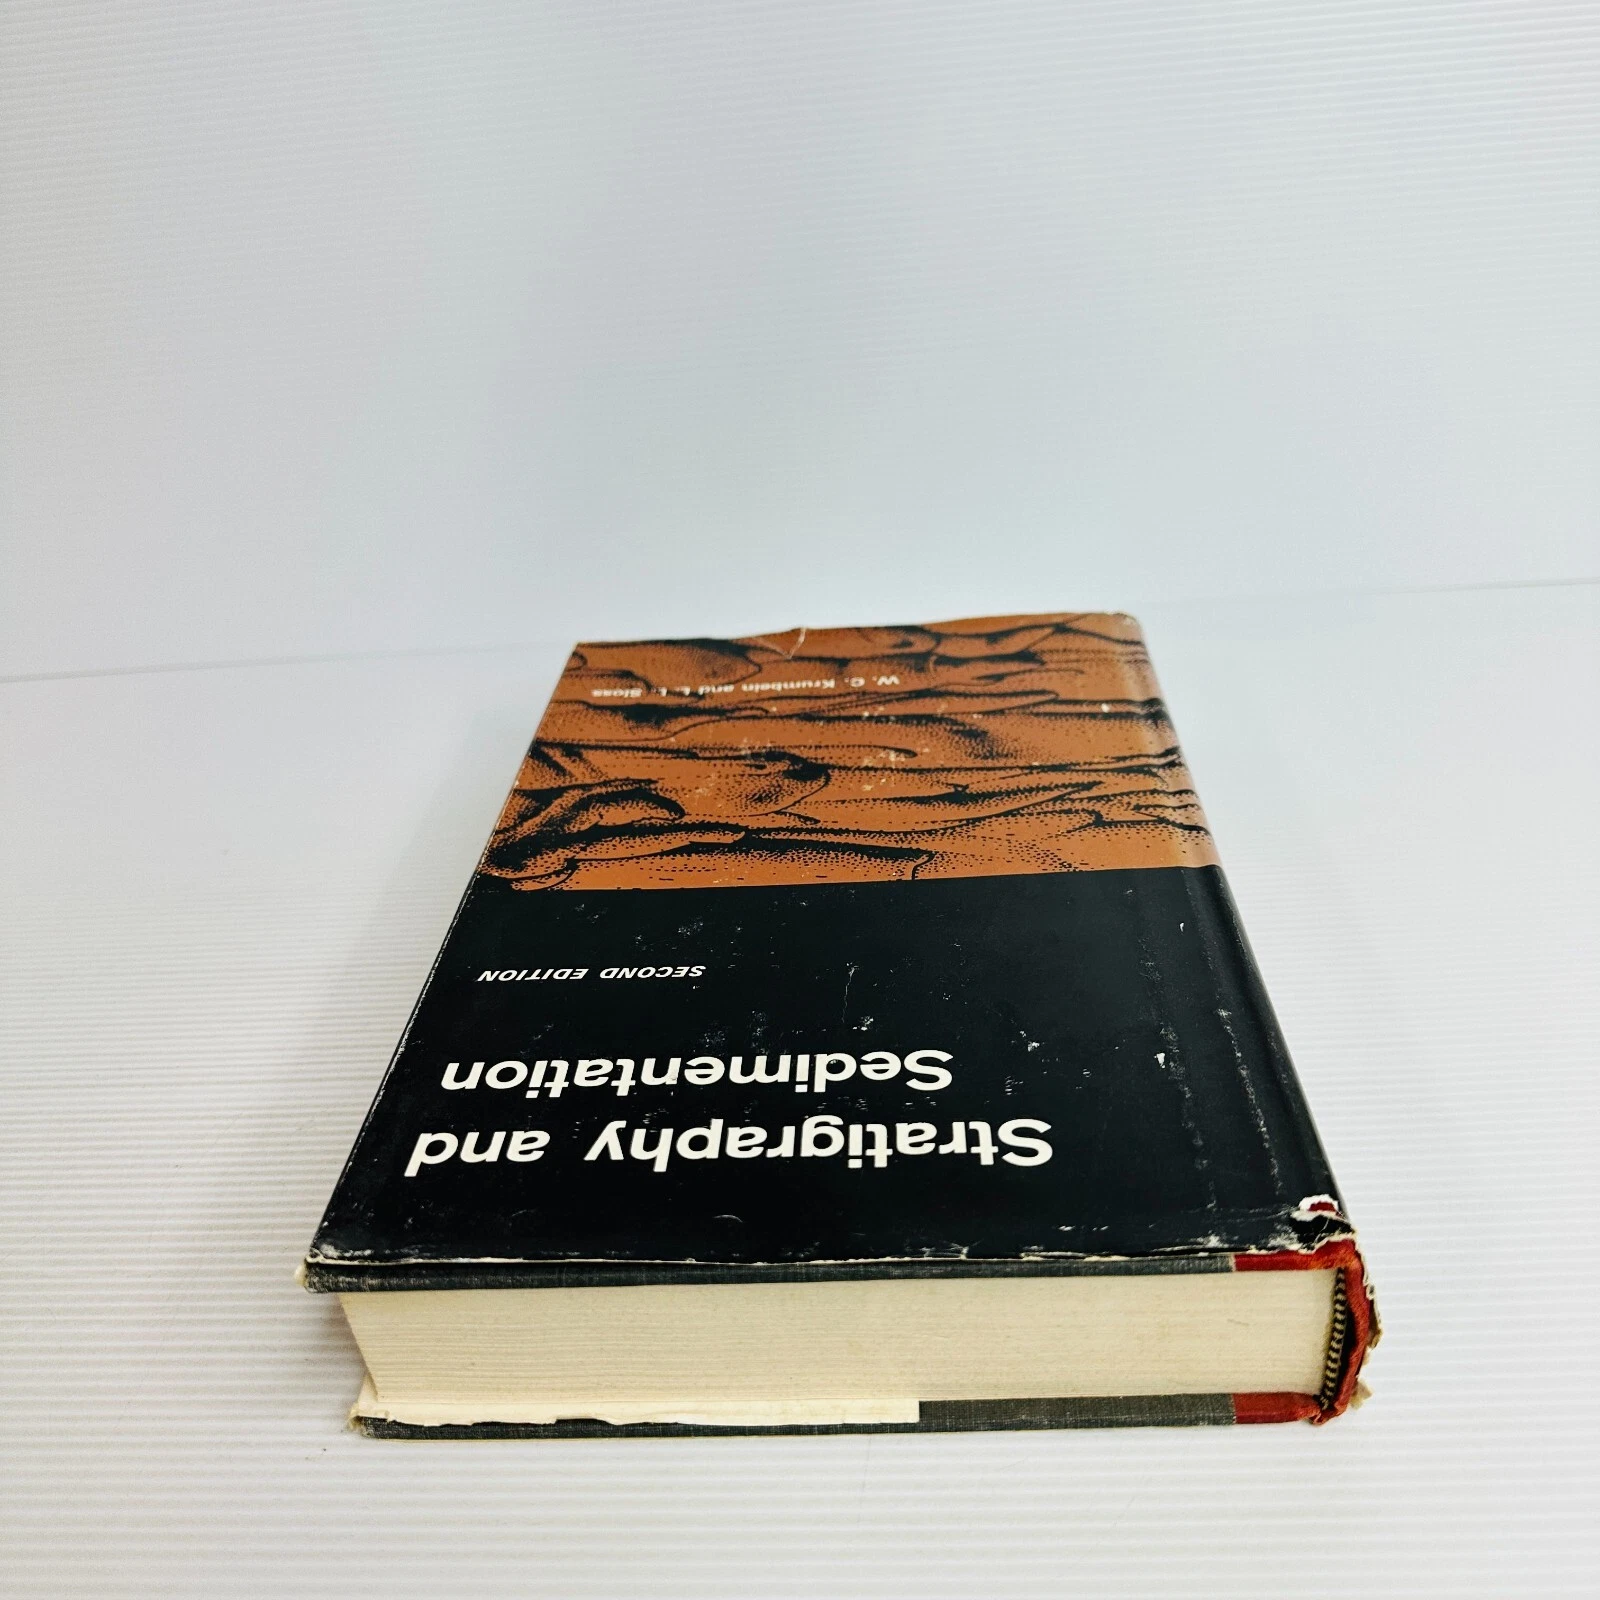 Stratigraphy and
Sedimentation
SECOND EDITION
W. C. Krumbein and L. L. Sloss